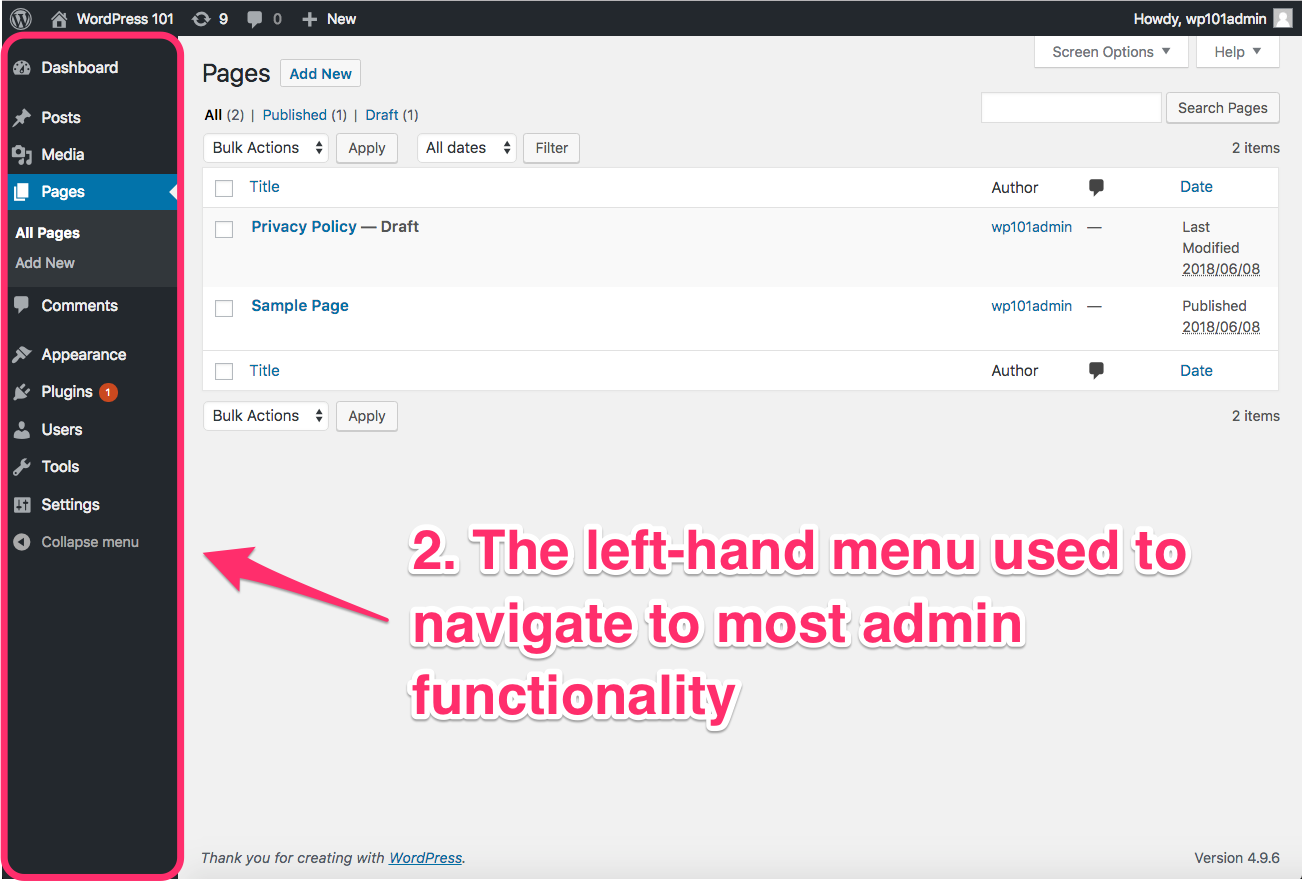 WordPress 101 9 0 New Howdy, wp101admin
Dashboard
Posts
Media
Pages
All Pages
Add New
Comments
Appearance
Plugins 1
Users
Tools
Settings
Collapse menu
Screen Options ▼ Help ▼
Pages Add New
All (2) | Published (1) | Draft (1)
Search Pages
Bulk Actions Apply All dates Filter 2 items
Title Author Date
Privacy Policy — Draft wp101admin — Last
Modified
2018/06/08
Sample Page wp101admin — Published
2018/06/08
Title Author Date
Bulk Actions Apply 2 items
2. The left-hand menu used to
navigate to most admin
functionality
Thank you for creating with WordPress. Version 4.9.6